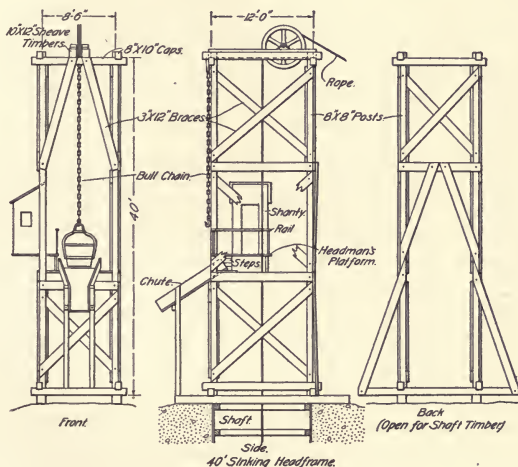 8'-6"
12'-0"
10"X12" Sheave
Timbers.
8"X10" Caps.
Rope.
3"X12" Braces
8"X8" Posts
Bull Chain.
40'
Shanty.
Rail
Headman's
Platform.
Steps
Chute.
Shaft
Front
Side.
Back
(Open for Shaft Timber)
40' Sinking Headframe.